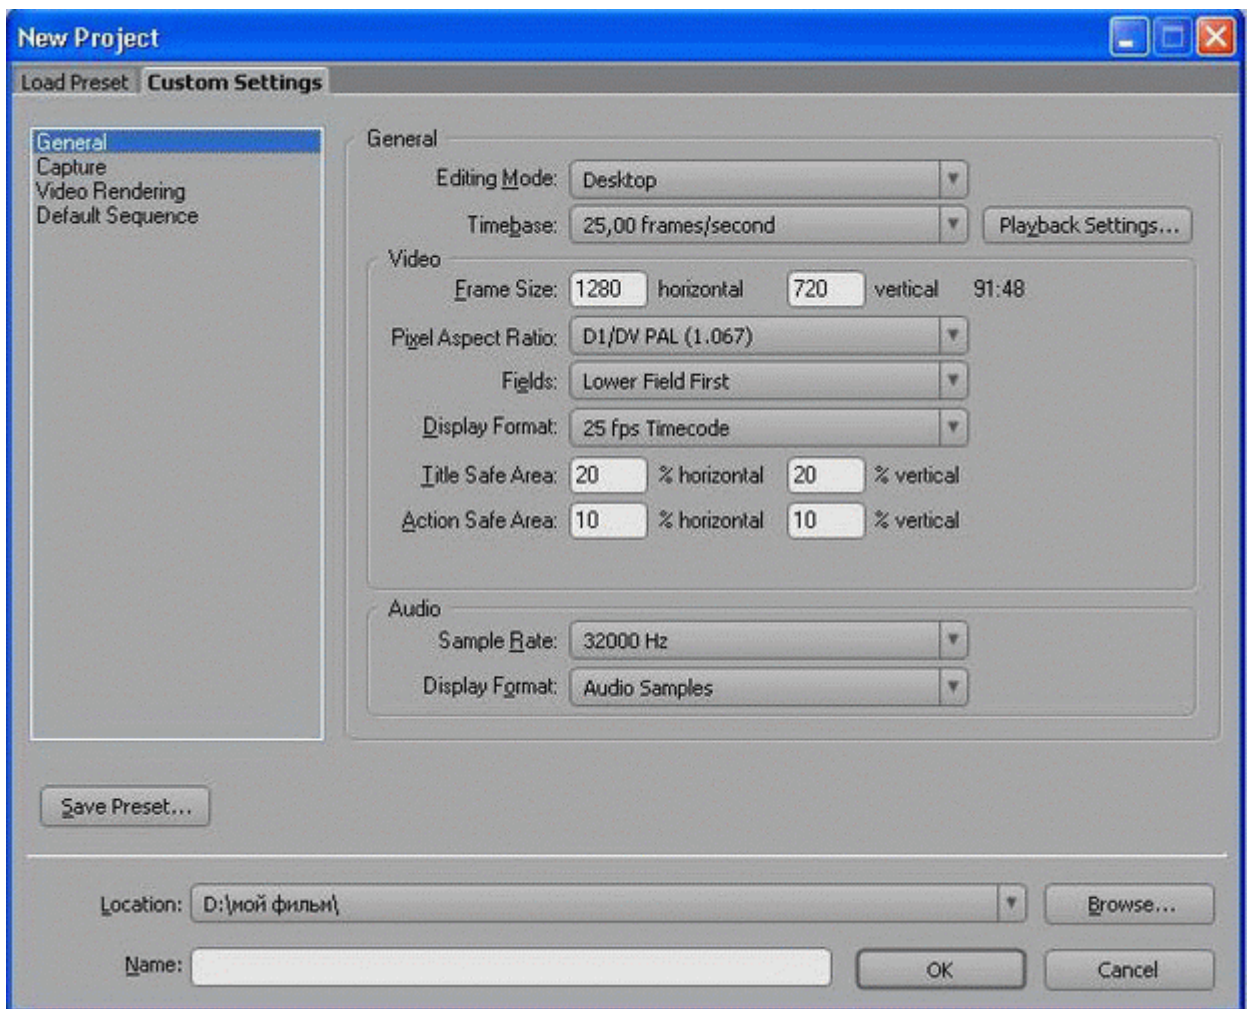 New Project
Load Preset Custom Settings
General
Capture
Video Rendering
Default Sequence
General
Editing Mode: Desktop
Timebase: 25,00 frames/second Playback Settings...
Video
Frame Size: 1280 horizontal 720 vertical 91:48
Pixel Aspect Ratio: D1/DV PAL (1.067)
Fields: Lower Field First
Display Format: 25 fps Timecode
Title Safe Area: 20 % horizontal 20 % vertical
Action Safe Area: 10 % horizontal 10 % vertical
Audio
Sample Rate: 32000 Hz
Display Format: Audio Samples
Save Preset...
Location: D:\мой фильм\ Browse...
Name: OK Cancel